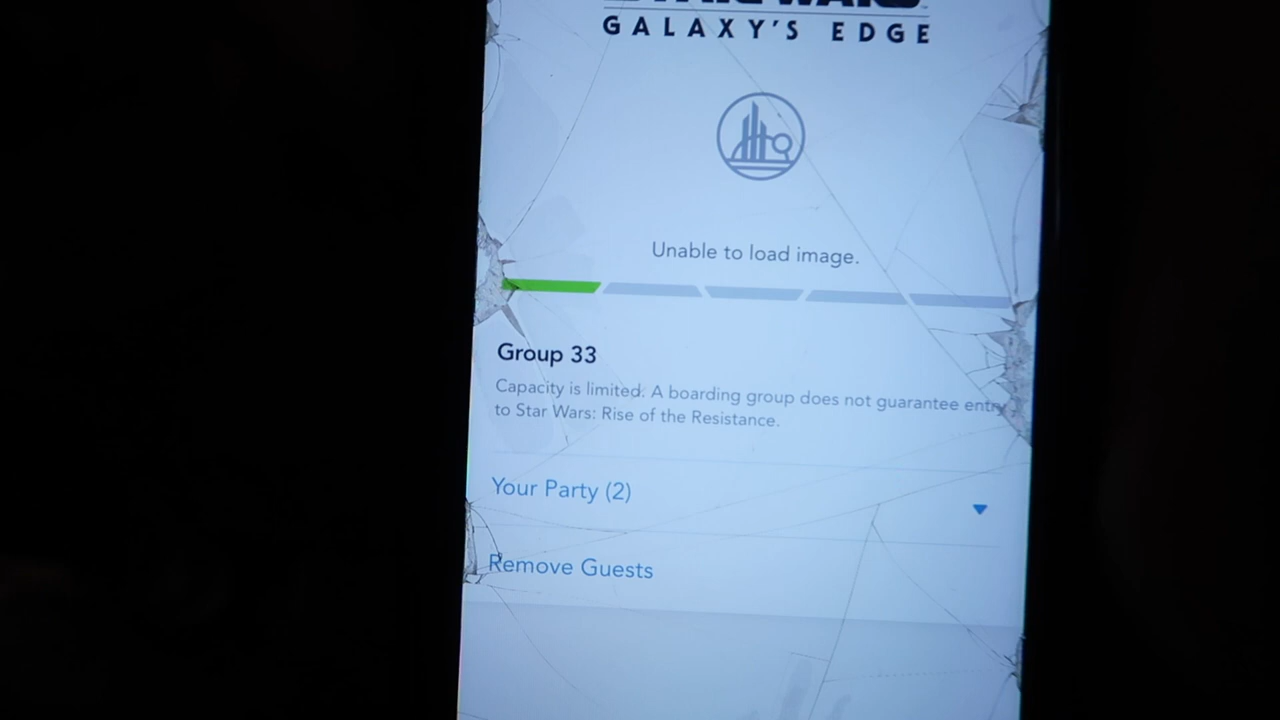 GALAXY'S EDGE
Unable to load image.
Group 33
Capacity is limited. A boarding group does not guarantee entry
to Star Wars: Rise of the Resistance.
Your Party (2)
Remove Guests